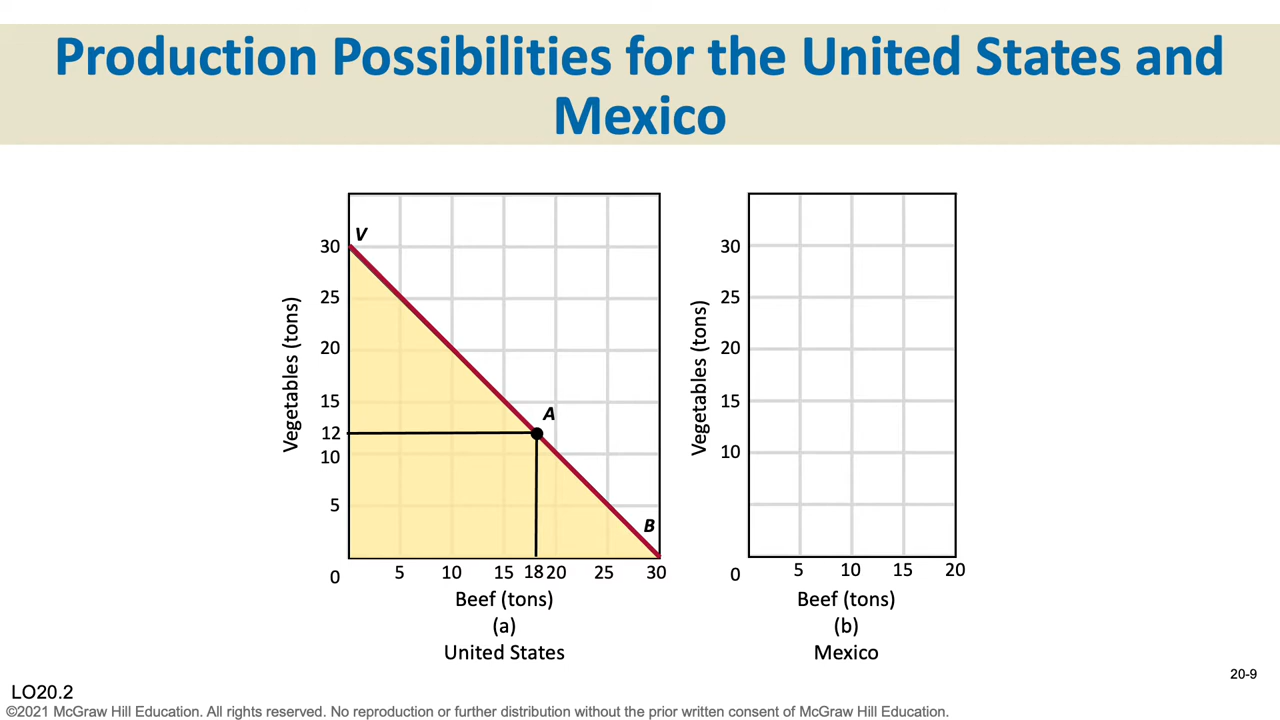 Production Possibilities for the United States and
Mexico
V
30
25
20
15
12
10
5
0
A
B
5 10 15 18 20 25 30
Vegetables (tons)
Beef (tons)
(a)
United States
30
25
20
15
10
0
5 10 15 20
Vegetables (tons)
Beef (tons)
(b)
Mexico
20-9
LO20.2
©2021 McGraw Hill Education. All rights reserved. No reproduction or further distribution without the prior written consent of McGraw Hill Education.